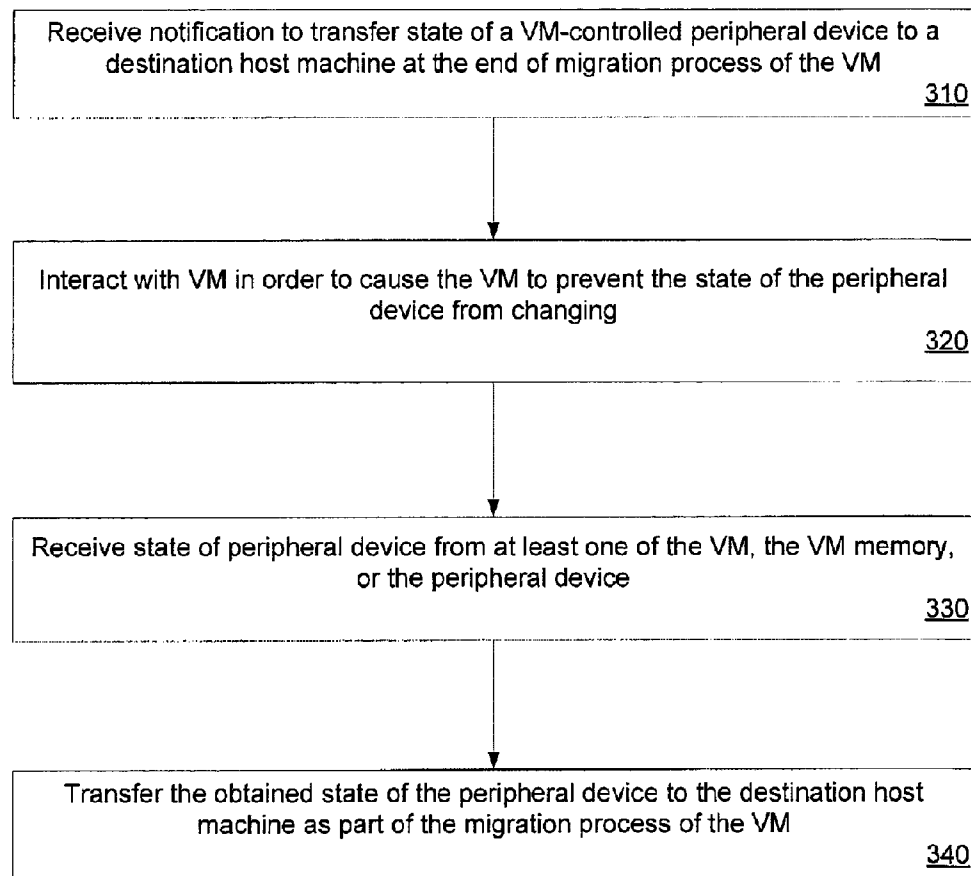 Receive notification to transfer state of a VM-controlled peripheral device to a
destination host machine at the end of migration process of the VM
310
Interact with VM in order to cause the VM to prevent the state of the peripheral
device from changing
320
Receive state of peripheral device from at least one of the VM, the VM memory,
or the peripheral device
330
Transfer the obtained state of the peripheral device to the destination host
machine as part of the migration process of the VM
340